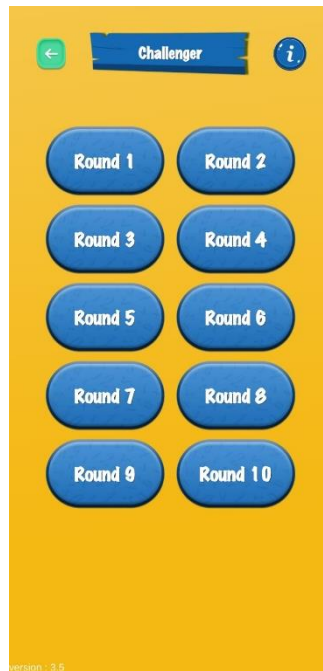 Challenger
i
Round 1 Round 2
Round 3 Round 4
Round 5 Round 6
Round 7 Round 8
Round 9 Round 10
version : 3.5